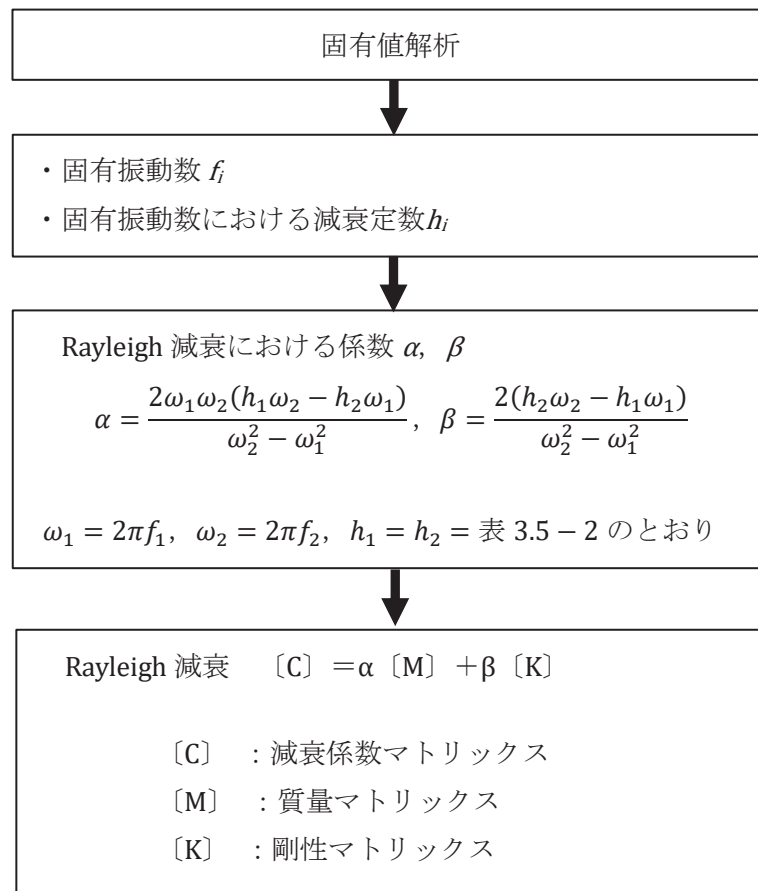 固有値解析
・固有振動数 fᵢ
・固有振動数における減衰定数hᵢ
Rayleigh 減衰における係数 α, β
α = 2ω₁ω₂(h₁ω₂ − h₂ω₁) / (ω₂² − ω₁²), β = 2(h₂ω₂ − h₁ω₁) / (ω₂² − ω₁²)
ω₁ = 2πf₁, ω₂ = 2πf₂, h₁ = h₂ = 表 3.5 − 2 のとおり
Rayleigh 減衰 〔C〕=α〔M〕+β〔K〕
〔C〕 :減衰係数マトリックス
〔M〕 :質量マトリックス
〔K〕 :剛性マトリックス